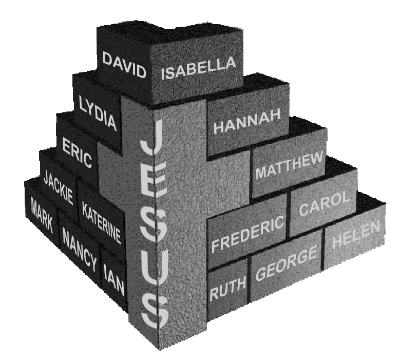 DAVID ISABELLA
LYDIA
HANNAH
ERIC
MATTHEW
JACKIE KATERINE
FREDERIC CAROL
MARK NANCY IAN
RUTH GEORGE HELEN
JESUS